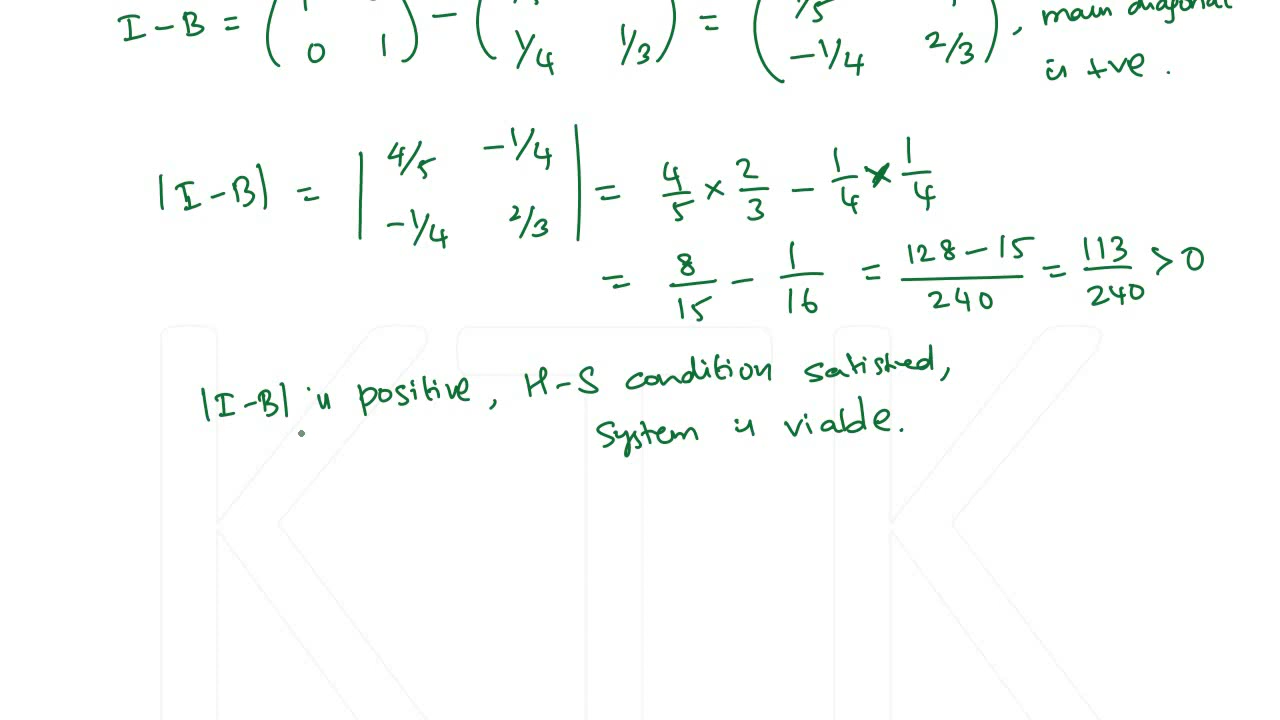 I - B = ( 0 1 ) - ( 1/4 1/3 ) = ( -1/4 2/3 ) , main diagonal
is +ve .
|I - B| = | 4/5 -1/4 | = 4/5 × 2/3 - 1/4 × 1/4
| -1/4 2/3 |
= 8/15 - 1/16 = 128 - 15 / 240 = 113/240 > 0
|I - B| is positive , H-S condition satisfied ,
System is viable .
KTK